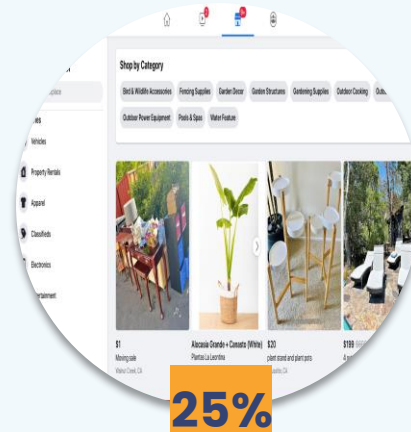 Shop by Category
Bird & Wildlife Accessories Fencing Supplies Garden Decor Garden Structures Gardening Supplies Outdoor Cooking
Outdoor Power Equipment Pools & Spas Water Feature
Vehicles
Property Rentals
Apparel
Classifieds
Electronics
$1
Moving sale
Walnut Creek, CA
Alocasia Grande + Canasto (White)
Plantas La Leontina
$20
plant stand and plant pots
$199
25%